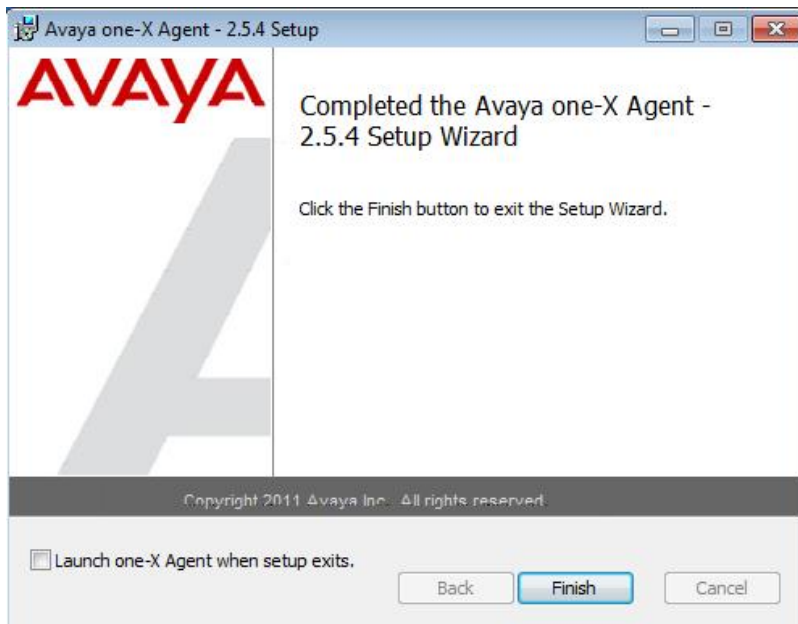 Avaya one-X Agent - 2.5.4 Setup
AVAYA
Completed the Avaya one-X Agent -
2.5.4 Setup Wizard
Click the Finish button to exit the Setup Wizard.
Copyright 2011 Avaya Inc. All rights reserved.
Launch one-X Agent when setup exits.
Back Finish Cancel